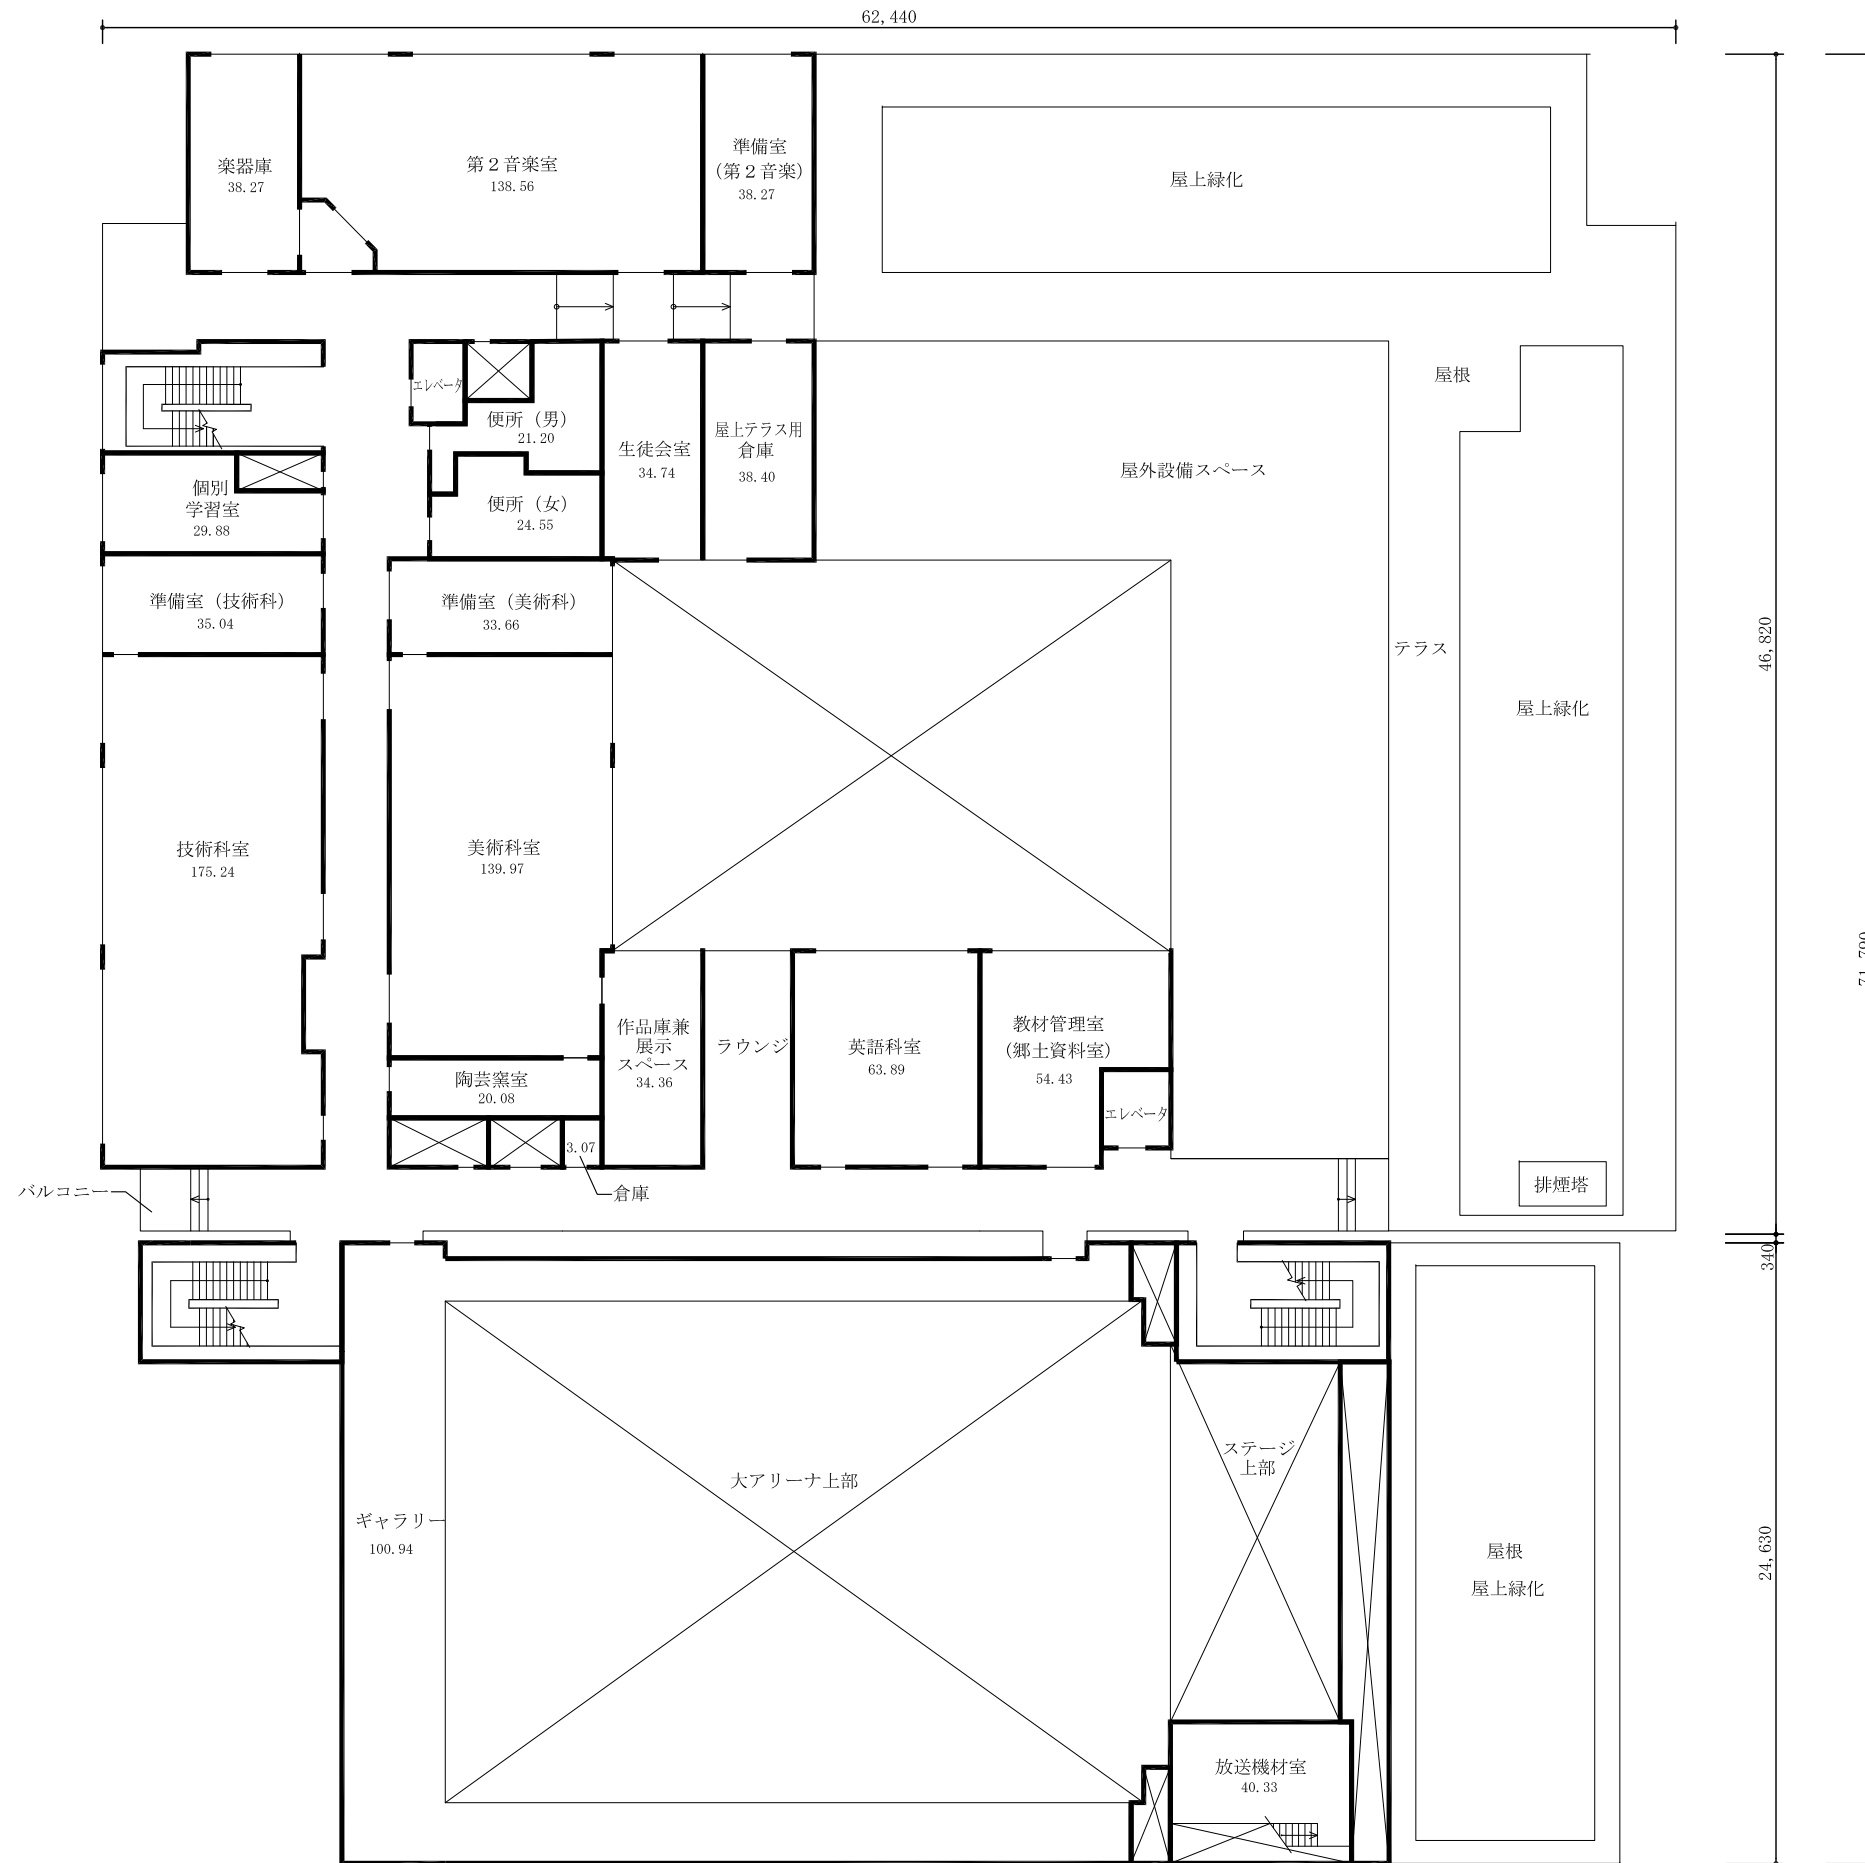 62,440
楽器庫
38.27
第２音楽室
138.56
準備室
（第２音楽）
38.27
屋上緑化
エレベータ
便所（男）
21.20
生徒会室
34.74
屋上テラス用
倉庫
38.40
屋根
屋外設備スペース
個別
学習室
29.88
便所（女）
24.55
準備室（技術科）
35.04
準備室（美術科）
33.66
テラス
46,820
屋上緑化
技術科室
175.24
美術科室
139.97
作品庫兼
展示
スペース
34.36
ラウンジ
英語科室
63.89
教材管理室
（郷土資料室）
54.43
陶芸窯室
20.08
エレベータ
3.07
倉庫
バルコニー
排煙塔
340
ステージ
上部
大アリーナ上部
ギャラリー
100.94
屋根
屋上緑化
24,630
放送機材室
40.33